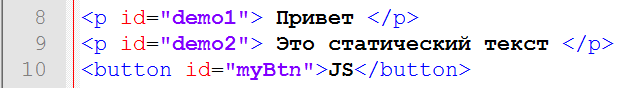 8 <p id="demo1"> Привет </p>
9 <p id="demo2"> Это статический текст </p>
10 <button id="myBtn">JS</button>